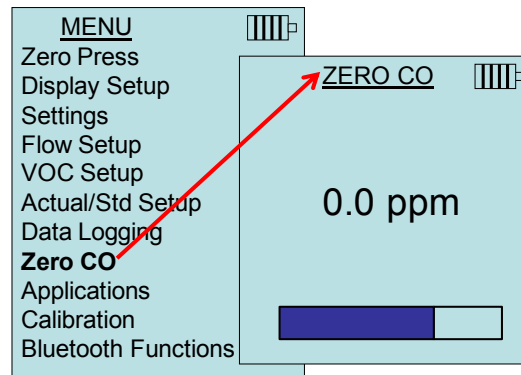 MENU
Zero Press
Display Setup
Settings
Flow Setup
VOC Setup
Actual/Std Setup
Data Logging
Zero CO
Applications
Calibration
Bluetooth Functions
ZERO CO
0.0 ppm